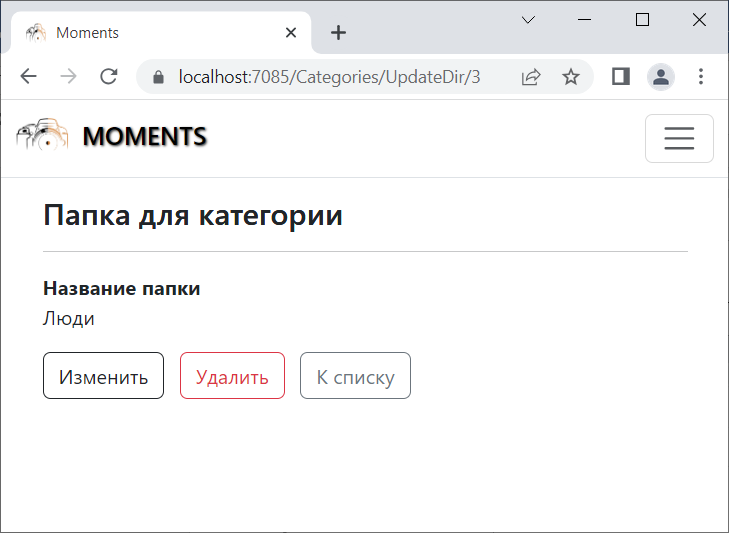 Moments
localhost:7085/Categories/UpdateDir/3
MOMENTS
Папка для категории
Название папки
Люди
Изменить
Удалить
К списку